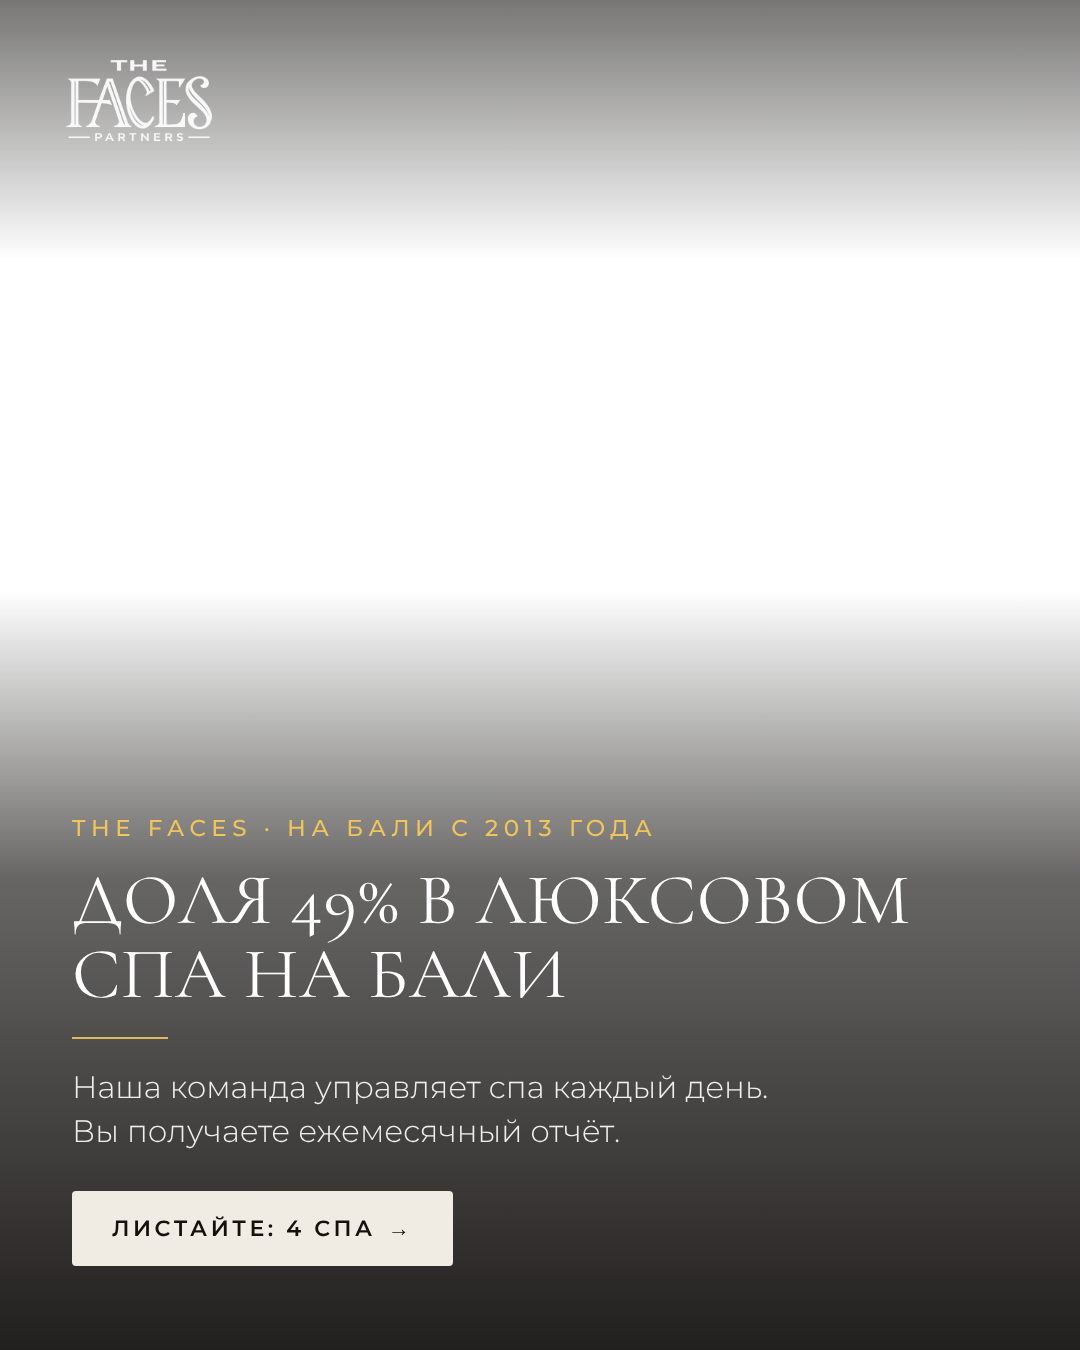 THE
FACES
PARTNERS
THE FACES · НА БАЛИ С 2013 ГОДА
ДОЛЯ 49% В ЛЮКСОВОМ
СПА НА БАЛИ
Наша команда управляет спа каждый день.
Вы получаете ежемесячный отчёт.
ЛИСТАЙТЕ: 4 СПА →